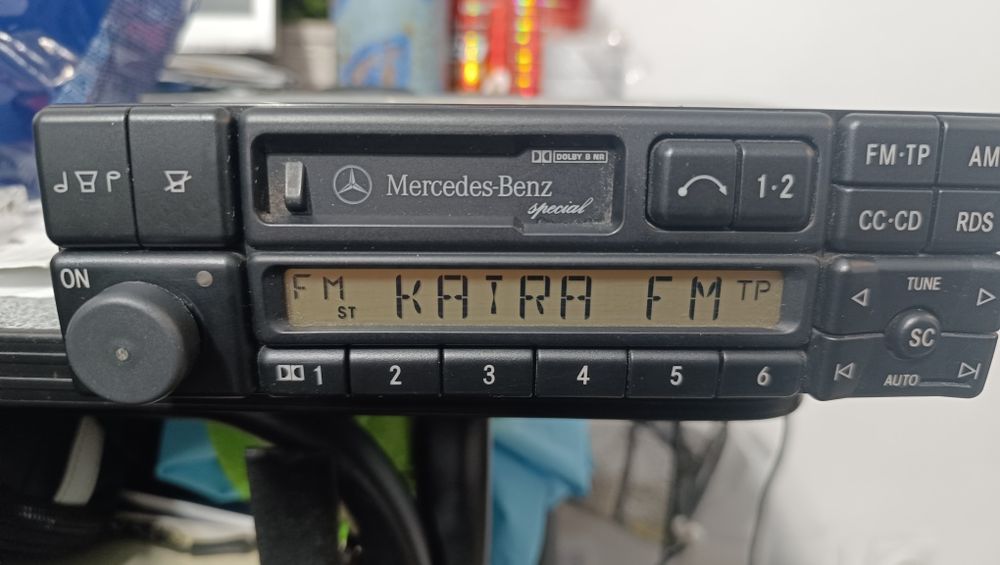 DOLBY B NR
Mercedes-Benz
special
1·2
FM·TP
AM
CC·CD
RDS
ON
FM
ST
KATRA FM
TP
TUNE
SC
AUTO
1
2
3
4
5
6